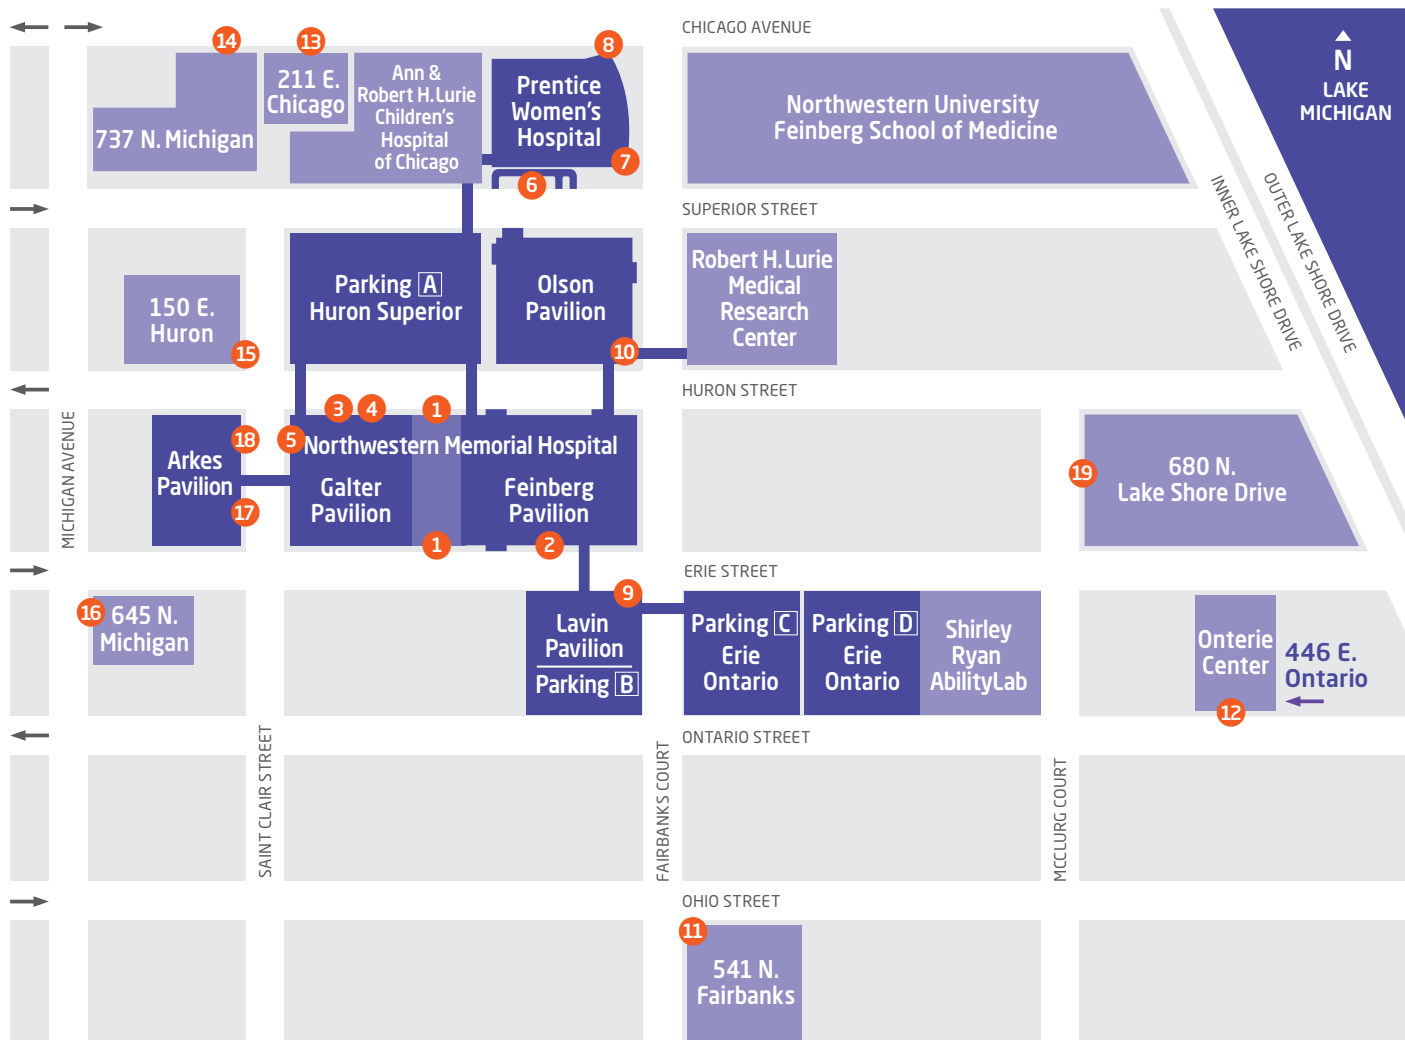 CHICAGO AVENUE
14
13
8
211 E.
Chicago
737 N. Michigan
Ann &
Robert H. Lurie
Children's
Hospital
of Chicago
Prentice
Women's
Hospital
7
6
Northwestern University
Feinberg School of Medicine
N
LAKE
MICHIGAN
INNER LAKE SHORE DRIVE
OUTER LAKE SHORE DRIVE
SUPERIOR STREET
150 E.
Huron
15
Parking A
Huron Superior
Olson
Pavilion
10
Robert H. Lurie
Medical
Research
Center
HURON STREET
MICHIGAN AVENUE
3
4
1
18
5
Northwestern Memorial Hospital
Arkes
Pavilion
17
Galter
Pavilion
Feinberg
Pavilion
1
2
19
680 N.
Lake Shore Drive
ERIE STREET
16
645 N.
Michigan
9
Lavin
Pavilion
Parking B
Parking C
Erie
Ontario
Parking D
Erie
Ontario
Shirley
Ryan
AbilityLab
Onterie
Center
446 E.
Ontario
12
ONTARIO STREET
SAINT CLAIR STREET
FAIRBANKS COURT
MCCLURG COURT
OHIO STREET
11
541 N.
Fairbanks